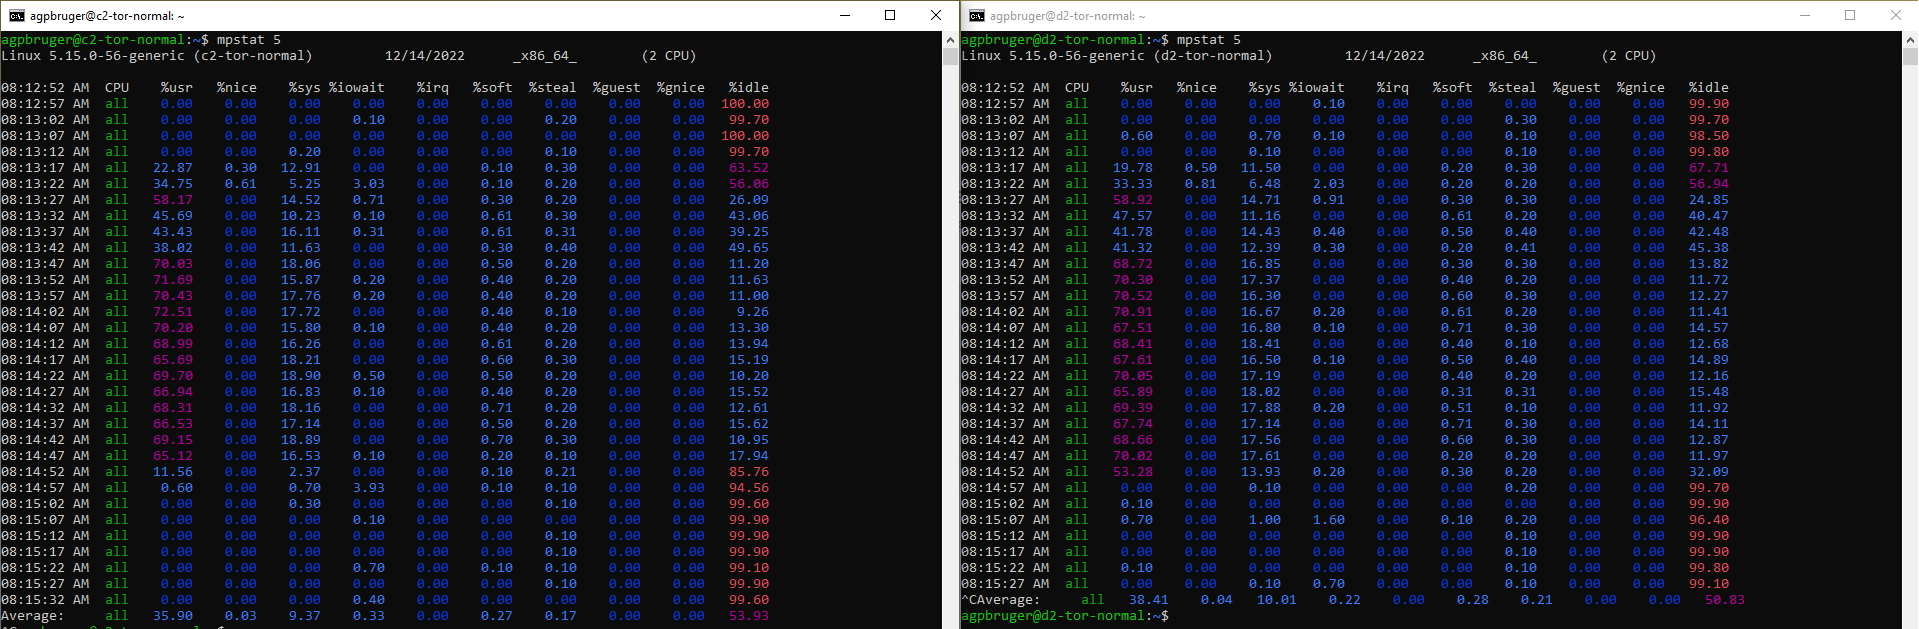 agpbruger@c2-tor-normal: ~
agpbruger@c2-tor-normal:~$ mpstat 5
Linux 5.15.0-56-generic (c2-tor-normal) 12/14/2022 _x86_64_ (2 CPU)
08:12:52 AM CPU %usr %nice %sys %iowait %irq %soft %steal %guest %gnice %idle
08:12:57 AM all 0.00 0.00 0.00 0.00 0.00 0.00 0.00 0.00 0.00 100.00
08:13:02 AM all 0.00 0.00 0.00 0.10 0.00 0.00 0.20 0.00 0.00 99.70
08:13:07 AM all 0.00 0.00 0.00 0.00 0.00 0.00 0.00 0.00 0.00 100.00
08:13:12 AM all 0.00 0.00 0.20 0.00 0.00 0.00 0.10 0.00 0.00 99.70
08:13:17 AM all 22.87 0.30 12.91 0.00 0.00 0.10 0.30 0.00 0.00 63.52
08:13:22 AM all 34.75 0.61 5.25 3.03 0.00 0.10 0.20 0.00 0.00 56.06
08:13:27 AM all 58.17 0.00 14.52 0.71 0.00 0.30 0.20 0.00 0.00 26.09
08:13:32 AM all 45.69 0.00 10.23 0.10 0.00 0.61 0.30 0.00 0.00 43.06
08:13:37 AM all 43.43 0.00 16.11 0.31 0.00 0.61 0.31 0.00 0.00 39.25
08:13:42 AM all 38.02 0.00 11.63 0.00 0.00 0.30 0.40 0.00 0.00 49.65
08:13:47 AM all 70.03 0.00 18.06 0.00 0.00 0.50 0.20 0.00 0.00 11.20
08:13:52 AM all 71.69 0.00 15.87 0.20 0.00 0.40 0.20 0.00 0.00 11.63
08:13:57 AM all 70.43 0.00 17.76 0.20 0.00 0.40 0.20 0.00 0.00 11.00
08:14:02 AM all 72.51 0.00 17.72 0.00 0.00 0.40 0.10 0.00 0.00 9.26
08:14:07 AM all 70.20 0.00 15.80 0.10 0.00 0.40 0.20 0.00 0.00 13.30
08:14:12 AM all 68.99 0.00 16.26 0.00 0.00 0.61 0.20 0.00 0.00 13.94
08:14:17 AM all 65.69 0.00 18.21 0.00 0.00 0.60 0.30 0.00 0.00 15.19
08:14:22 AM all 69.70 0.00 18.90 0.50 0.00 0.50 0.20 0.00 0.00 10.20
08:14:27 AM all 66.94 0.00 16.83 0.10 0.00 0.40 0.20 0.00 0.00 15.52
08:14:32 AM all 68.31 0.00 18.16 0.00 0.00 0.71 0.20 0.00 0.00 12.61
08:14:37 AM all 66.53 0.00 17.14 0.00 0.00 0.50 0.20 0.00 0.00 15.62
08:14:42 AM all 69.15 0.00 18.89 0.00 0.00 0.70 0.30 0.00 0.00 10.95
08:14:47 AM all 65.12 0.00 16.53 0.10 0.00 0.20 0.10 0.00 0.00 17.94
08:14:52 AM all 11.56 0.00 2.37 0.00 0.00 0.10 0.21 0.00 0.00 85.76
08:14:57 AM all 0.60 0.00 0.70 3.93 0.00 0.10 0.10 0.00 0.00 94.56
08:15:02 AM all 0.00 0.00 0.30 0.00 0.00 0.00 0.10 0.00 0.00 99.60
08:15:07 AM all 0.00 0.00 0.00 0.10 0.00 0.00 0.00 0.00 0.00 99.90
08:15:12 AM all 0.00 0.00 0.00 0.00 0.00 0.00 0.10 0.00 0.00 99.90
08:15:17 AM all 0.00 0.00 0.00 0.00 0.00 0.00 0.10 0.00 0.00 99.90
08:15:22 AM all 0.00 0.00 0.00 0.70 0.00 0.10 0.10 0.00 0.00 99.10
08:15:27 AM all 0.00 0.00 0.00 0.00 0.00 0.00 0.10 0.00 0.00 99.90
08:15:32 AM all 0.00 0.00 0.00 0.40 0.00 0.00 0.00 0.00 0.00 99.60
Average: all 35.90 0.03 9.37 0.33 0.00 0.27 0.17 0.00 0.00 53.93
agpbruger@d2-tor-normal: ~
agpbruger@d2-tor-normal:~$ mpstat 5
Linux 5.15.0-56-generic (d2-tor-normal) 12/14/2022 _x86_64_ (2 CPU)
08:12:52 AM CPU %usr %nice %sys %iowait %irq %soft %steal %guest %gnice %idle
08:12:57 AM all 0.00 0.00 0.00 0.10 0.00 0.00 0.00 0.00 0.00 99.90
08:13:02 AM all 0.00 0.00 0.00 0.00 0.00 0.00 0.30 0.00 0.00 99.70
08:13:07 AM all 0.60 0.00 0.70 0.10 0.00 0.00 0.10 0.00 0.00 98.50
08:13:12 AM all 0.00 0.00 0.10 0.00 0.00 0.00 0.10 0.00 0.00 99.80
08:13:17 AM all 19.78 0.50 11.50 0.00 0.00 0.20 0.30 0.00 0.00 67.71
08:13:22 AM all 33.33 0.81 6.48 2.03 0.00 0.20 0.20 0.00 0.00 56.94
08:13:27 AM all 58.92 0.00 14.71 0.91 0.00 0.30 0.30 0.00 0.00 24.85
08:13:32 AM all 47.57 0.00 11.16 0.00 0.00 0.61 0.20 0.00 0.00 40.47
08:13:37 AM all 41.78 0.00 14.43 0.40 0.00 0.50 0.40 0.00 0.00 42.48
08:13:42 AM all 41.32 0.00 12.39 0.30 0.00 0.20 0.41 0.00 0.00 45.38
08:13:47 AM all 68.72 0.00 16.85 0.00 0.00 0.30 0.30 0.00 0.00 13.82
08:13:52 AM all 70.30 0.00 17.37 0.00 0.00 0.40 0.20 0.00 0.00 11.72
08:13:57 AM all 70.52 0.00 16.30 0.00 0.00 0.60 0.30 0.00 0.00 12.27
08:14:02 AM all 70.91 0.00 16.67 0.20 0.00 0.61 0.20 0.00 0.00 11.41
08:14:07 AM all 67.51 0.00 16.80 0.10 0.00 0.71 0.30 0.00 0.00 14.57
08:14:12 AM all 68.41 0.00 18.41 0.00 0.00 0.40 0.10 0.00 0.00 12.68
08:14:17 AM all 67.61 0.00 16.50 0.10 0.00 0.50 0.40 0.00 0.00 14.89
08:14:22 AM all 70.05 0.00 17.19 0.00 0.00 0.40 0.20 0.00 0.00 12.16
08:14:27 AM all 65.89 0.00 18.02 0.00 0.00 0.31 0.31 0.00 0.00 15.48
08:14:32 AM all 69.39 0.00 17.88 0.20 0.00 0.51 0.10 0.00 0.00 11.92
08:14:37 AM all 67.74 0.00 17.14 0.00 0.00 0.71 0.30 0.00 0.00 14.11
08:14:42 AM all 68.66 0.00 17.56 0.00 0.00 0.60 0.30 0.00 0.00 12.87
08:14:47 AM all 70.02 0.00 17.61 0.00 0.00 0.20 0.20 0.00 0.00 11.97
08:14:52 AM all 53.28 0.00 13.93 0.20 0.00 0.30 0.20 0.00 0.00 32.09
08:14:57 AM all 0.00 0.00 0.10 0.00 0.00 0.00 0.20 0.00 0.00 99.70
08:15:02 AM all 0.10 0.00 0.00 0.00 0.00 0.00 0.00 0.00 0.00 99.90
08:15:07 AM all 0.70 0.00 1.00 1.60 0.00 0.10 0.20 0.00 0.00 96.40
08:15:12 AM all 0.00 0.00 0.00 0.00 0.00 0.00 0.10 0.00 0.00 99.90
08:15:17 AM all 0.00 0.00 0.00 0.00 0.00 0.00 0.10 0.00 0.00 99.90
08:15:22 AM all 0.10 0.00 0.00 0.00 0.00 0.00 0.10 0.00 0.00 99.80
08:15:27 AM all 0.00 0.00 0.10 0.70 0.00 0.00 0.10 0.00 0.00 99.10
^CAverage: all 38.41 0.04 10.01 0.22 0.00 0.28 0.21 0.00 0.00 50.83
agpbruger@d2-tor-normal:~$